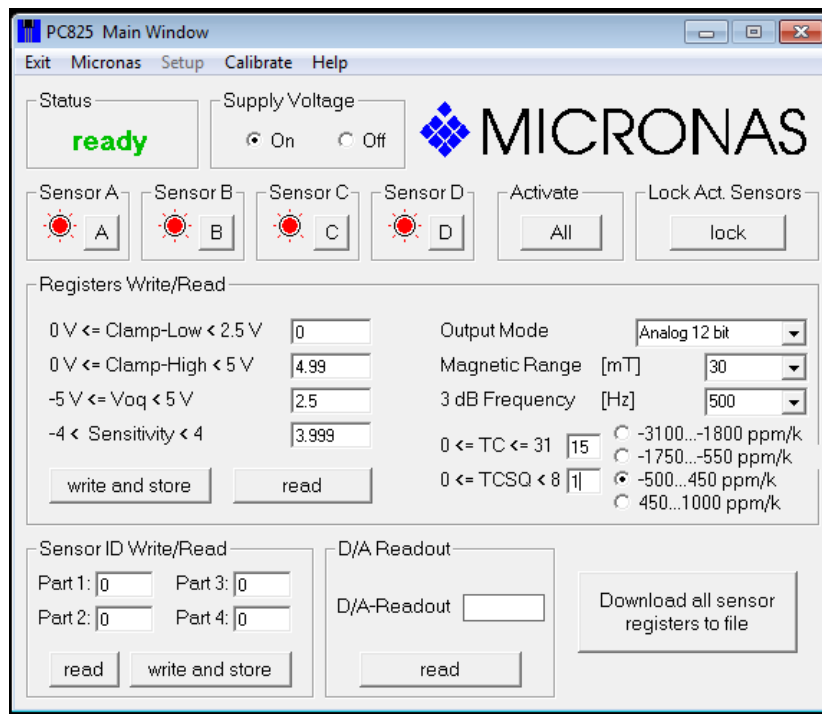 PC825 Main Window
Exit Micronas Setup Calibrate Help
Status
ready
Supply Voltage
On Off
MICRONAS
Sensor A
A
Sensor B
B
Sensor C
C
Sensor D
D
Activate
All
Lock Act. Sensors
lock
Registers Write/Read
0 V <= Clamp-Low < 2.5 V 0
0 V <= Clamp-High < 5 V 4.99
-5 V <= Voq < 5 V 2.5
-4 < Sensitivity < 4 3.999
write and store read
Output Mode Analog 12 bit
Magnetic Range [mT] 30
3 dB Frequency [Hz] 500
0 <= TC <= 31 15
0 <= TCSQ < 8 1
-3100...-1800 ppm/k
-1750...-550 ppm/k
-500...450 ppm/k
450...1000 ppm/k
Sensor ID Write/Read
Part 1: 0 Part 3: 0
Part 2: 0 Part 4: 0
read write and store
D/A Readout
D/A-Readout
read
Download all sensor
registers to file